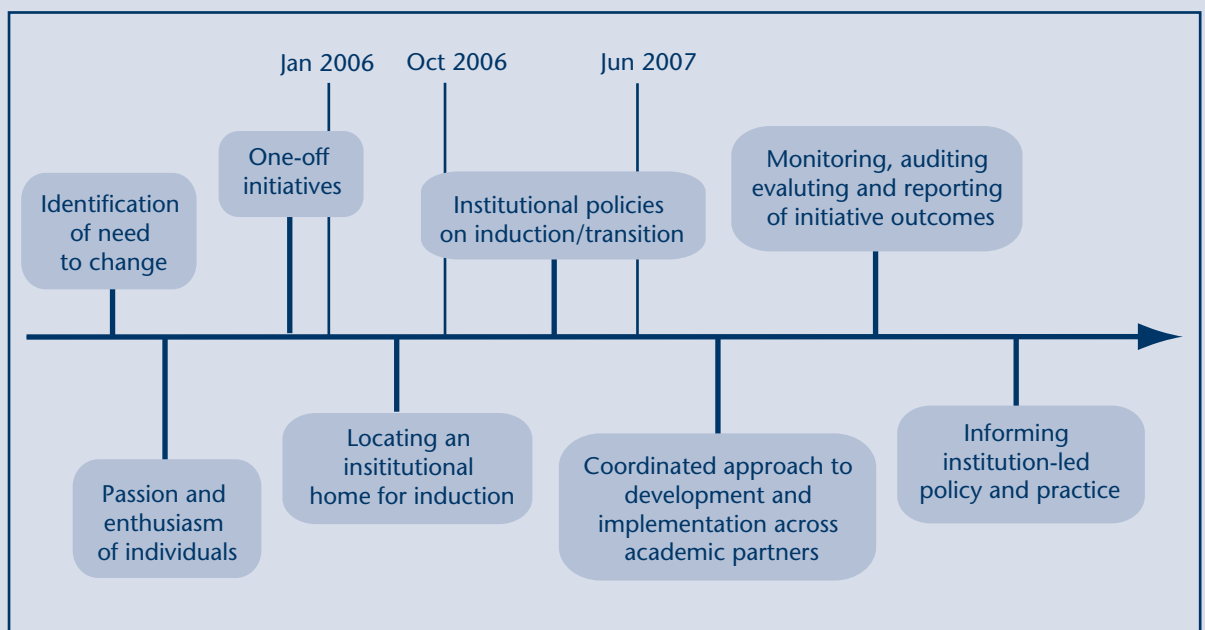 Jan 2006
Oct 2006
Jun 2007
Identification
of need
to change
One-off
initiatives
Institutional policies
on induction/transition
Monitoring, auditing
evaluting and reporting
of initiative outcomes
Passion and
enthusiasm
of individuals
Locating an
insititutional
home for induction
Coordinated approach to
development and
implementation across
academic partners
Informing
institution-led
policy and practice